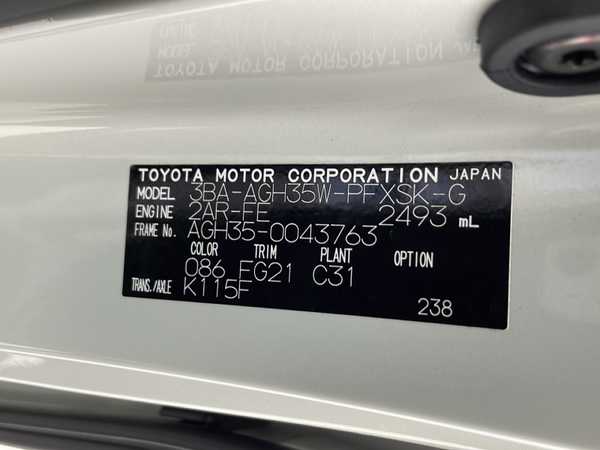 TOYOTA MOTOR CORPORATION JAPAN
MODEL 3BA-AGH35W-PFXSK-G
ENGINE 2AR-FE 2493 mL
FRAME No. AGH35-0043763
COLOR TRIM PLANT OPTION
086 FG21 C31
TRANS./AXLE K115F
238